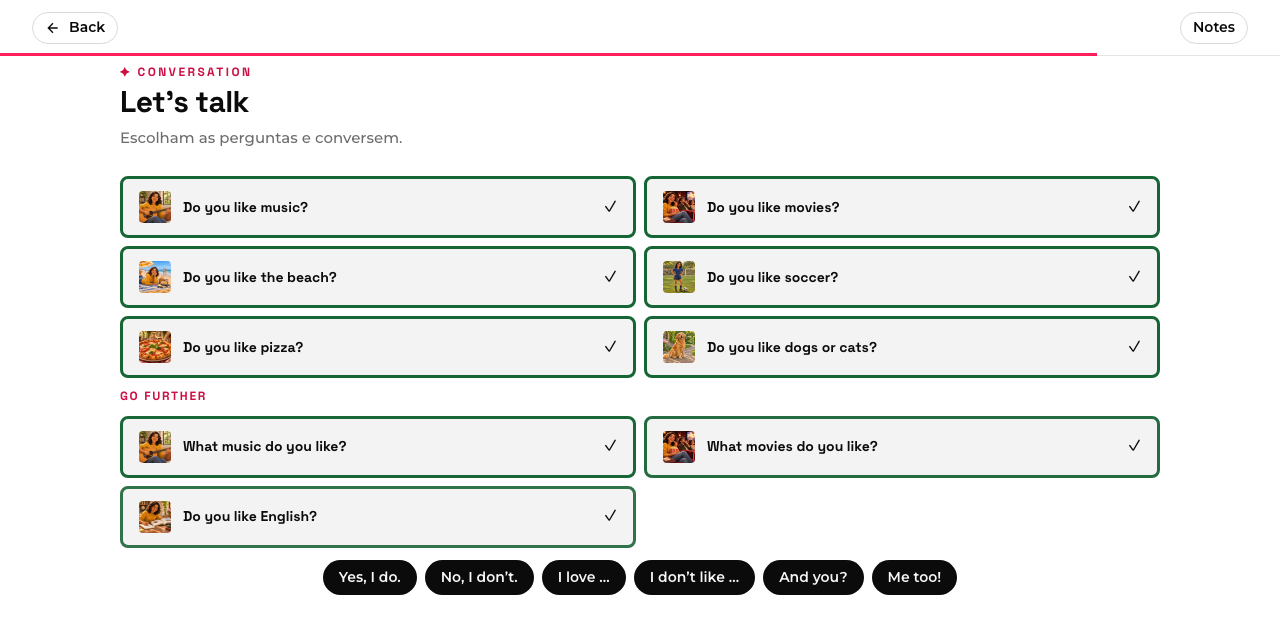 Back
Notes
CONVERSATION
Let's talk
Escolham as perguntas e conversem.
Do you like music?
Do you like movies?
Do you like the beach?
Do you like soccer?
Do you like pizza?
Do you like dogs or cats?
GO FURTHER
What music do you like?
What movies do you like?
Do you like English?
Yes, I do.
No, I don't.
I love ...
I don't like ...
And you?
Me too!